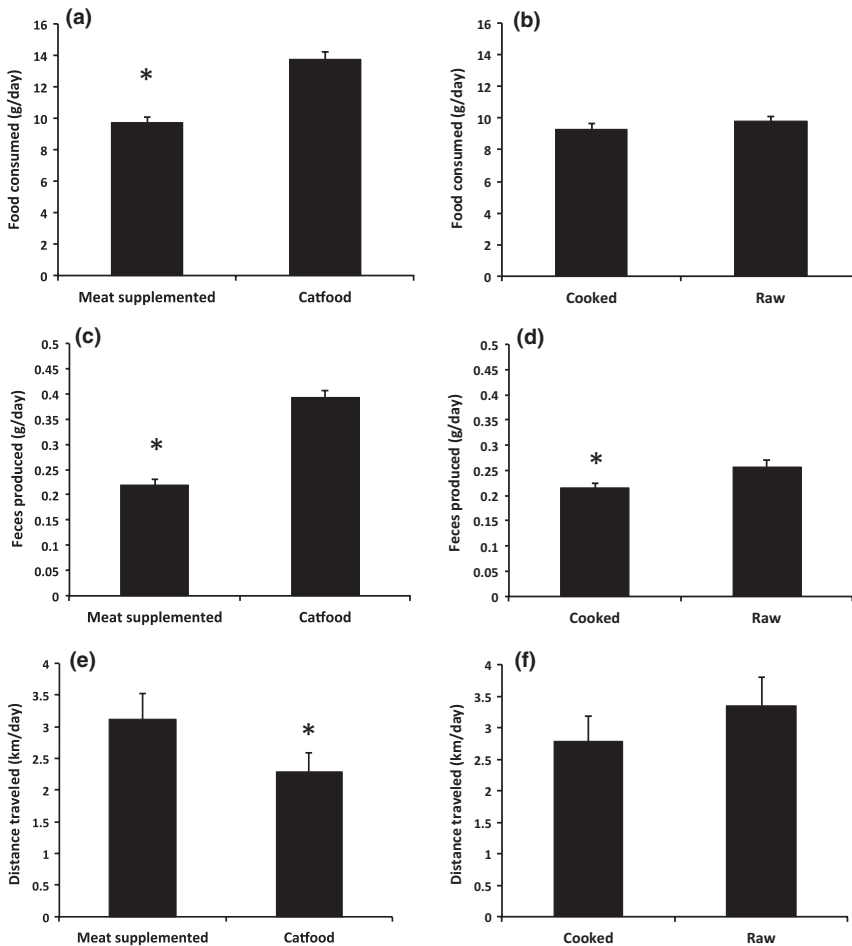 (a)
Food consumed (g/day)
16
14
12
10
8
6
4
2
0
*
Meat supplemented
Catfood
(b)
Food consumed (g/day)
16
14
12
10
8
6
4
2
0
Cooked
Raw
(c)
Feces produced (g/day)
0.5
0.45
0.4
0.35
0.3
0.25
0.2
0.15
0.1
0.05
0
*
Meat supplemented
Catfood
(d)
Feces produced (g/day)
0.5
0.45
0.4
0.35
0.3
0.25
0.2
0.15
0.1
0.05
0
*
Cooked
Raw
(e)
Distance traveled (km/day)
4
3.5
3
2.5
2
1.5
1
0.5
0
*
Meat supplemented
Catfood
(f)
Distance traveled (km/day)
4
3.5
3
2.5
2
1.5
1
0.5
0
Cooked
Raw